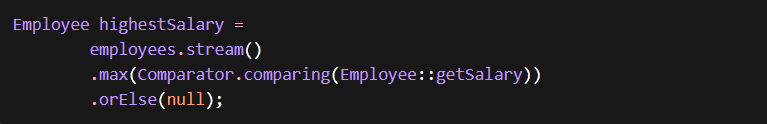 Employee highestSalary =
        employees.stream()
        .max(Comparator.comparing(Employee::getSalary))
        .orElse(null);